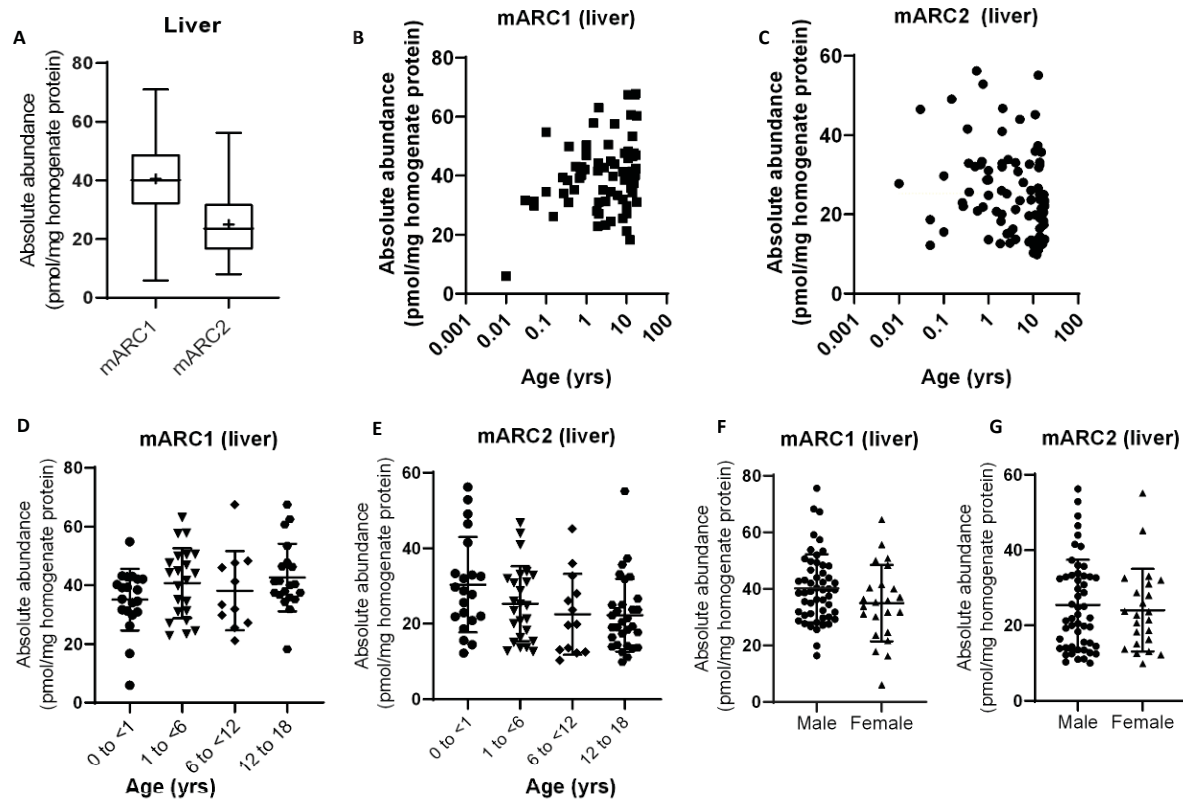 A
Liver
Absolute abundance
(pmol/mg homogenate protein)
80
60
40
20
0
mARC1
mARC2
B
mARC1 (liver)
Absolute abundance
(pmol/mg homogenate protein)
80
60
40
20
0
0.001
0.01
0.1
1
10
100
Age (yrs)
C
mARC2 (liver)
Absolute abundance
(pmol/mg homogenate protein)
60
40
20
0
0.001
0.01
0.1
1
10
100
Age (yrs)
D
mARC1 (liver)
Absolute abundance
(pmol/mg homogenate protein)
80
60
40
20
0
0 to <1
1 to <6
6 to <12
12 to 18
Age (yrs)
E
mARC2 (liver)
Absolute abundance
(pmol/mg homogenate protein)
60
40
20
0
0 to <1
1 to <6
6 to <12
12 to 18
Age (yrs)
F
mARC1 (liver)
Absolute abundance
(pmol/mg homogenate protein)
80
60
40
20
0
Male
Female
G
mARC2 (liver)
Absolute abundance
(pmol/mg homogenate protein)
60
40
20
0
Male
Female